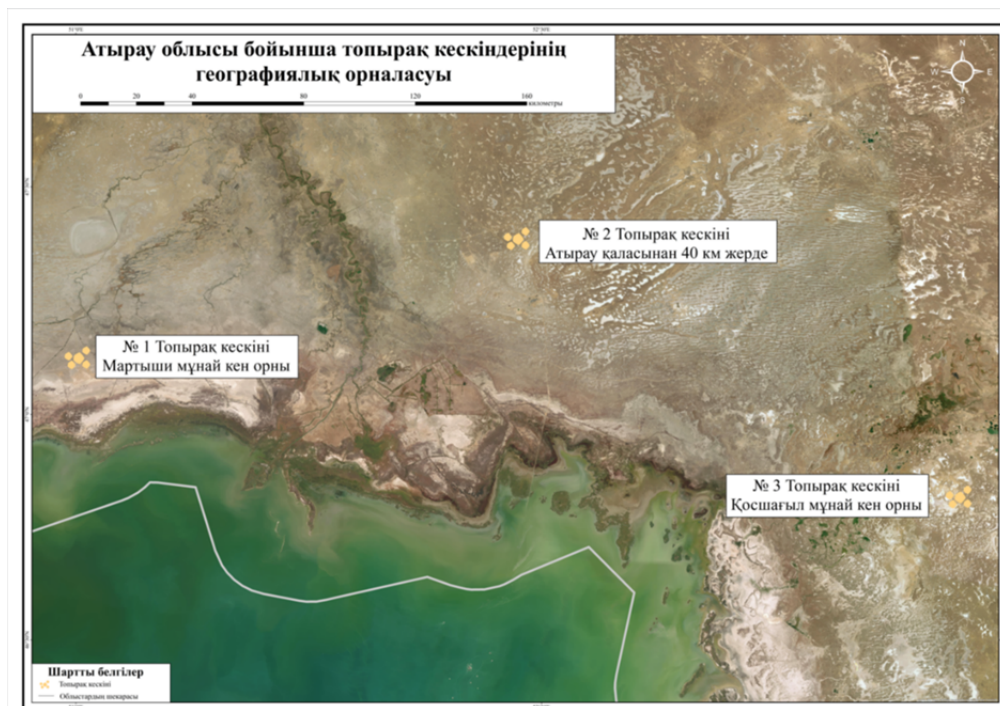 Атырау облысы бойынша топырақ кескіндерінің
географиялық орналасуы
0 20 40 80 120 160
километры
N
W E
№ 2 Топырақ кескіні
Атырау қаласынан 40 км жерде
№ 1 Топырақ кескіні
Мартыши мұнай кен орны
№ 3 Топырақ кескіні
Қосшағыл мұнай кен орны
Шартты белгілер
Топырақ кескіні
Облыстардың шекарасы